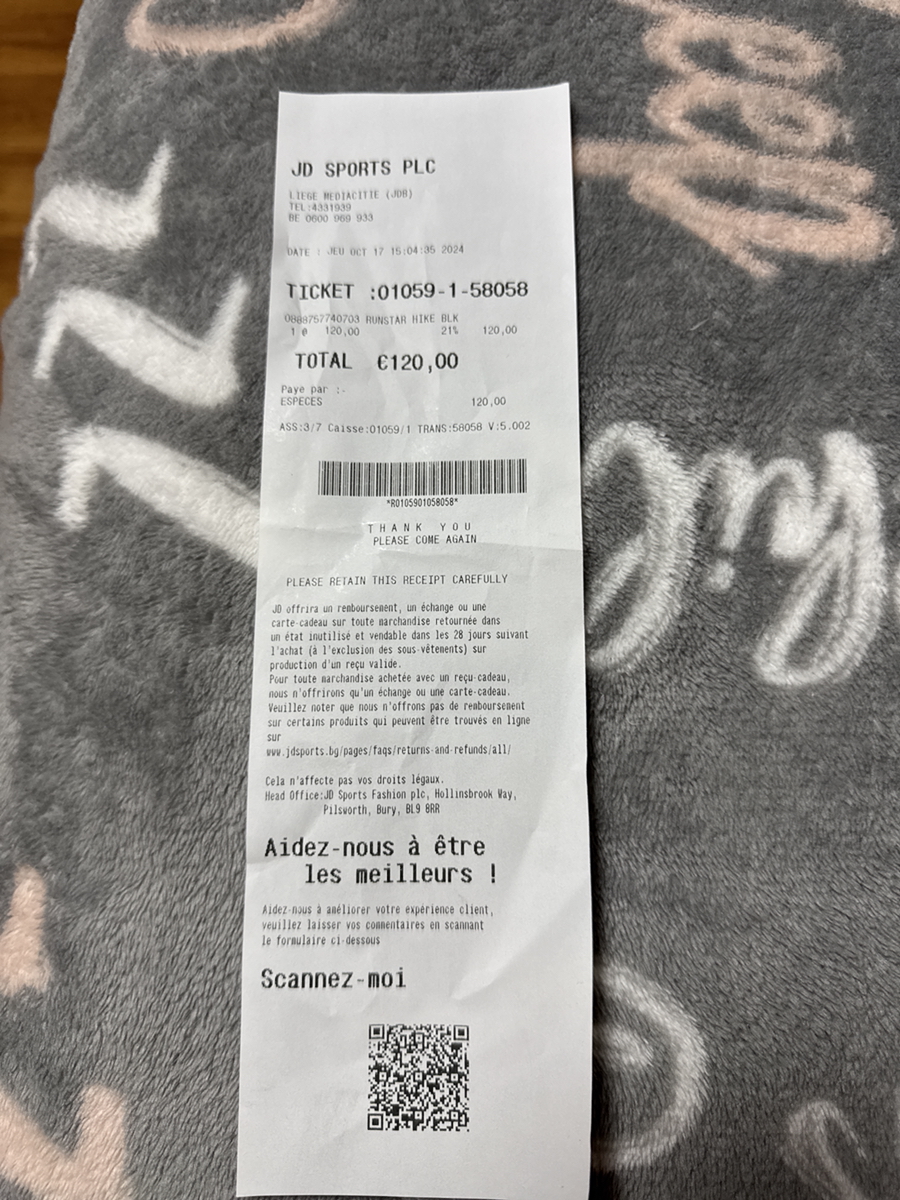 JD SPORTS PLC
LIEGE MEDIACITIE (JDB)
TEL:4331939
BE 0600 969 933
DATE : JEU OCT 17 15:04:35 2024
TICKET :01059-1-58058
0888757740703 RUNSTAR HIKE BLK
1 @ 120,00 21% 120,00
TOTAL €120,00
Paye par :-
ESPECES 120,00
ASS:3/7 Caisse:01059/1 TRANS:58058 V:5.002
*R0105901058058*
THANK YOU
PLEASE COME AGAIN
PLEASE RETAIN THIS RECEIPT CAREFULLY
JD offrira un remboursement, un échange ou une
carte-cadeau sur toute marchandise retournée dans
un état inutilisé et vendable dans les 28 jours suivant
l'achat (à l'exclusion des sous-vêtements) sur
production d'un reçu valide.
Pour toute marchandise achetée avec un reçu-cadeau,
nous n'offrirons qu'un échange ou une carte-cadeau.
Veuillez noter que nous n'offrons pas de remboursement
sur certains produits qui peuvent être trouvés en ligne
sur
www.jdsports.bg/pages/faqs/returns-and-refunds/all/
Cela n'affecte pas vos droits légaux.
Head Office:JD Sports Fashion plc, Hollinsbrook Way,
Pilsworth, Bury, BL9 8RR
Aidez-nous à être
les meilleurs !
Aidez-nous à améliorer votre expérience client,
veuillez laisser vos commentaires en scannant
le formulaire ci-dessous
Scannez-moi